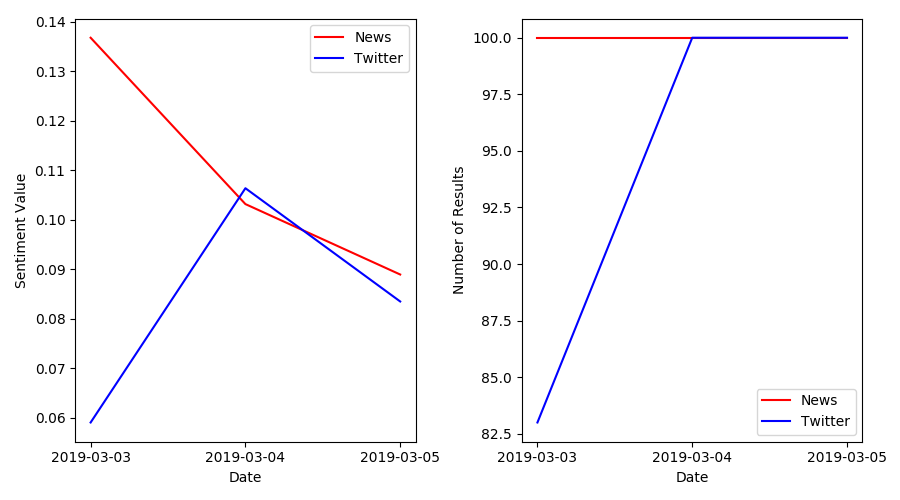 0.14
0.13
0.12
0.11
0.10
0.09
0.08
0.07
0.06
Sentiment Value
2019-03-03 2019-03-04 2019-03-05
Date
News
Twitter
100.0
97.5
95.0
92.5
90.0
87.5
85.0
82.5
Number of Results
2019-03-03 2019-03-04 2019-03-05
Date
News
Twitter